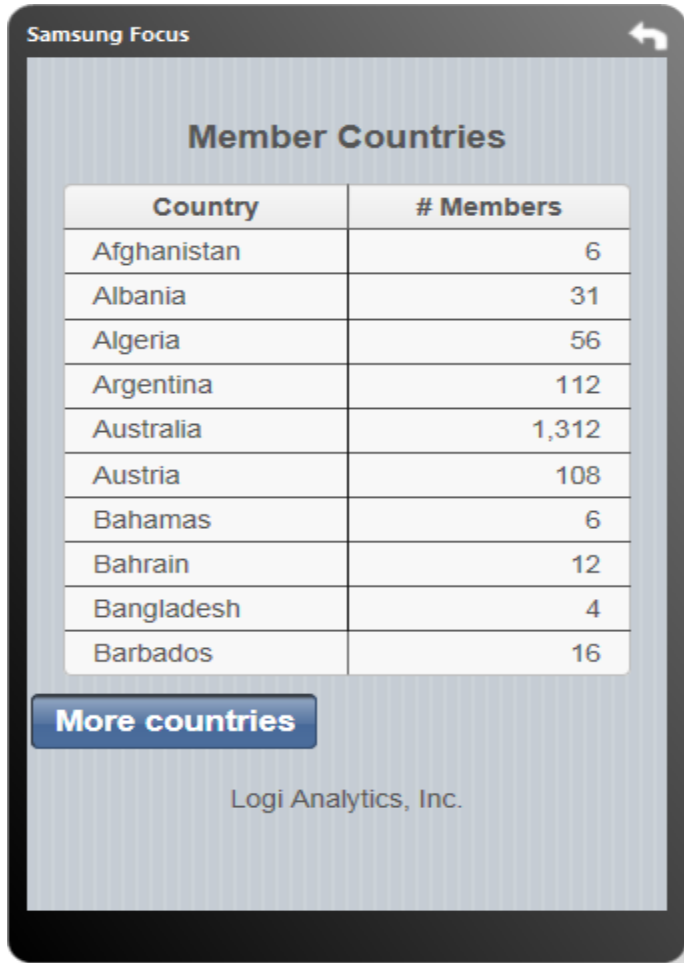 Samsung Focus
Member Countries
Country # Members
Afghanistan 6
Albania 31
Algeria 56
Argentina 112
Australia 1,312
Austria 108
Bahamas 6
Bahrain 12
Bangladesh 4
Barbados 16
More countries
Logi Analytics, Inc.